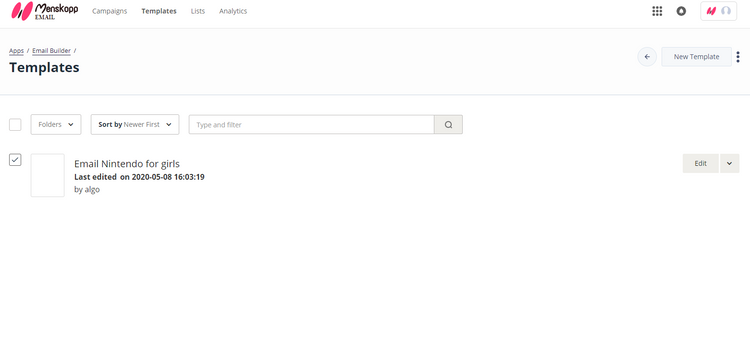 Menskopp
EMAIL
Campaigns Templates Lists Analytics
Apps / Email Builder /
Templates
New Template
Folders
Sort by Newer First
Type and filter
Email Nintendo for girls
Last edited on 2020-05-08 16:03:19
by algo
Edit